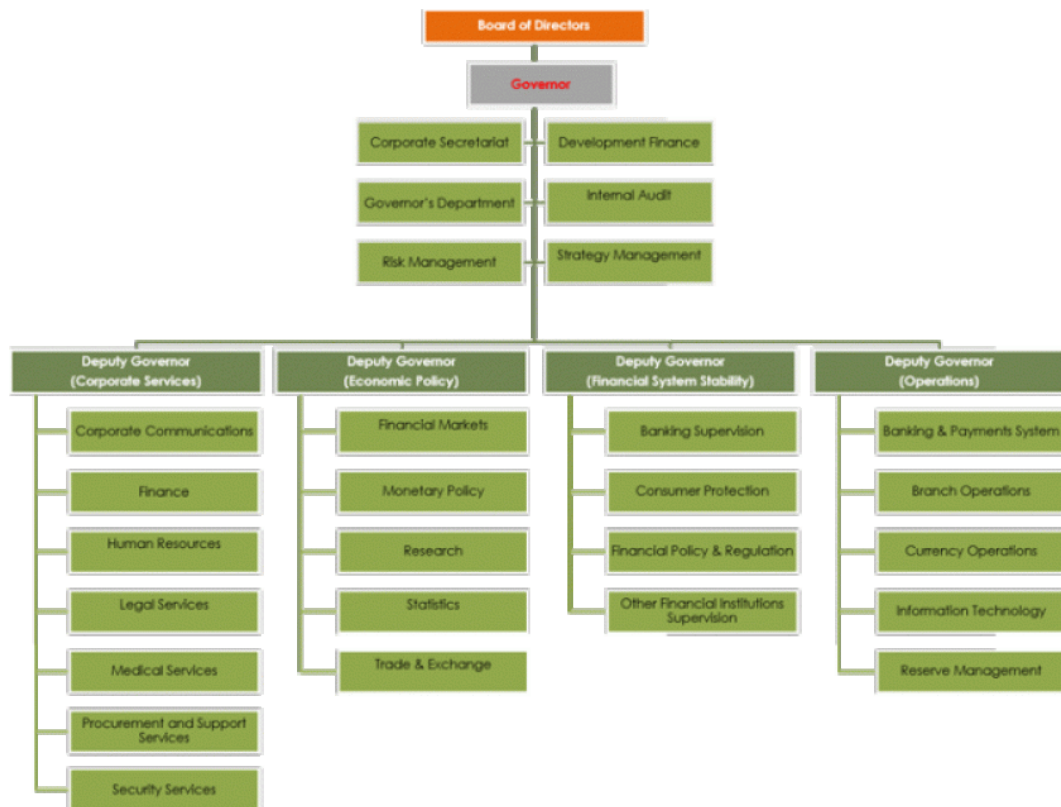 Board of Directors
Governor
Corporate Secretariat
Development Finance
Governor's Department
Internal Audit
Risk Management
Strategy Management
Deputy Governor
(Corporate Services)
Corporate Communications
Finance
Human Resources
Legal Services
Medical Services
Procurement and Support
Services
Security Services
Deputy Governor
(Economic Policy)
Financial Markets
Monetary Policy
Research
Statistics
Trade & Exchange
Deputy Governor
(Financial System Stability)
Banking Supervision
Consumer Protection
Financial Policy & Regulation
Other Financial Institutions
Supervision
Deputy Governor
(Operations)
Banking & Payments System
Branch Operations
Currency Operations
Information Technology
Reserve Management